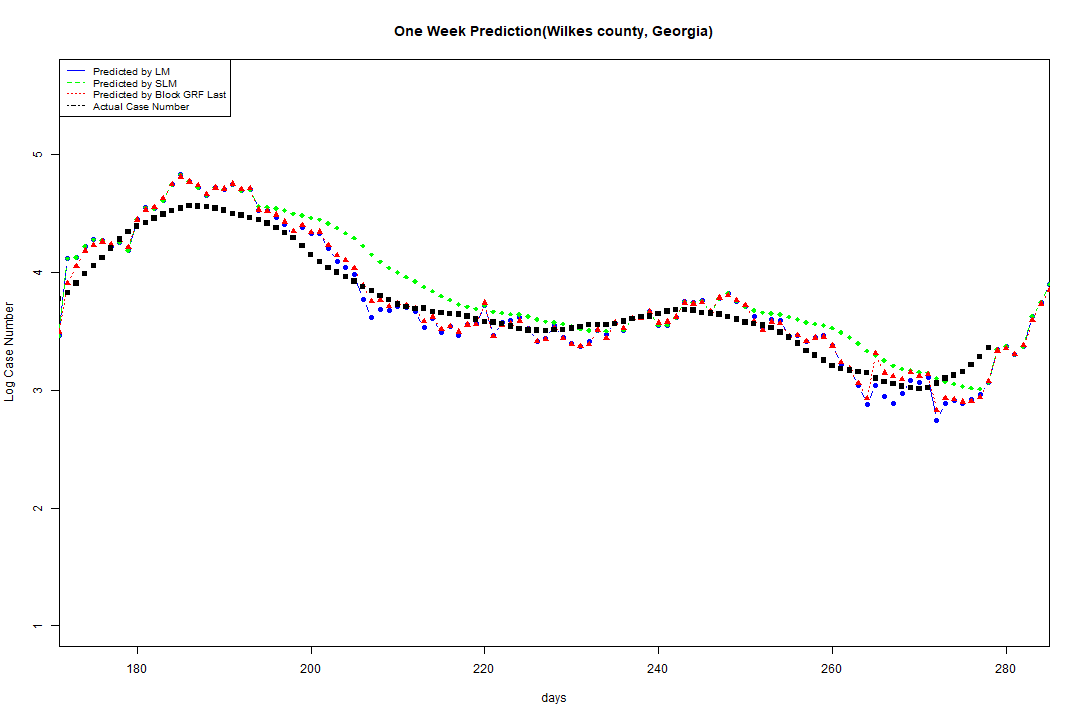 One Week Prediction(Wilkes county, Georgia)
Predicted by LM
Predicted by SLM
Predicted by Block GRF Last
Actual Case Number
5
4
3
2
1
Log Case Number
180 200 220 240 260 280
days